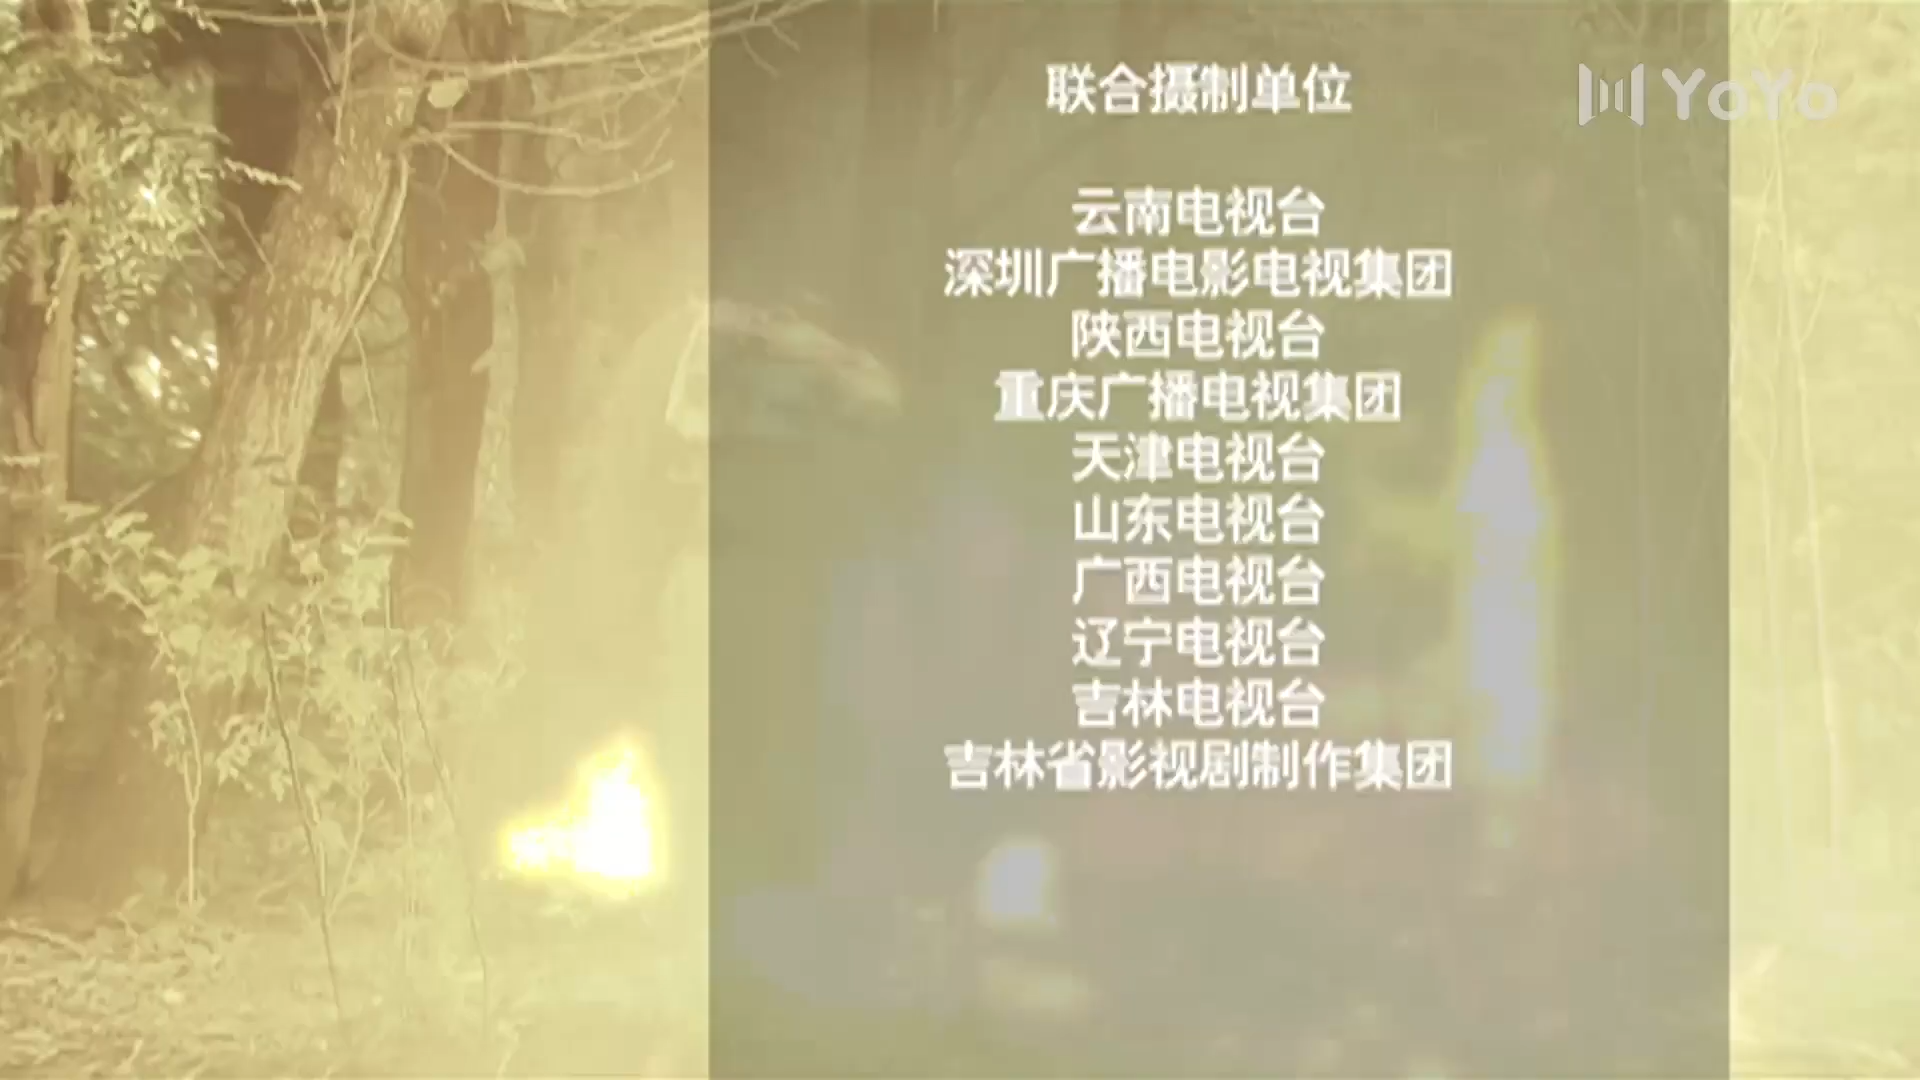 联合摄制单位
YoYo
云南电视台
深圳广播电影电视集团
陕西电视台
重庆广播电视集团
天津电视台
山东电视台
广西电视台
辽宁电视台
吉林电视台
吉林省影视剧制作集团